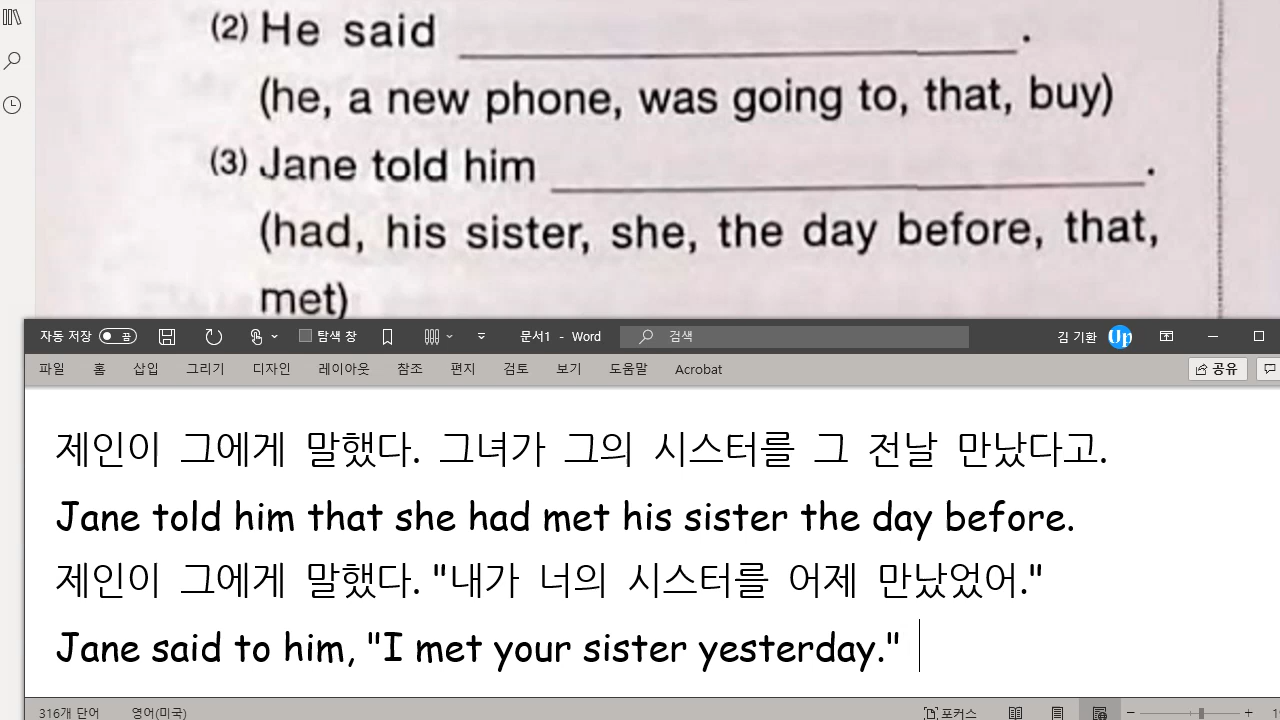 (2) He said ____________.
(he, a new phone, was going to, that, buy)
(3) Jane told him ____________.
(had, his sister, she, the day before, that,
met)
자동 저장 끔 탐색 창 문서1 - Word 검색 김 기환 Up
파일 홈 삽입 그리기 디자인 레이아웃 참조 편지 검토 보기 도움말 Acrobat 공유
제인이 그에게 말했다. 그녀가 그의 시스터를 그 전날 만났다고.
Jane told him that she had met his sister the day before.
제인이 그에게 말했다. "내가 너의 시스터를 어제 만났었어."
Jane said to him, "I met your sister yesterday."
316개 단어 영어(미국) 포커스